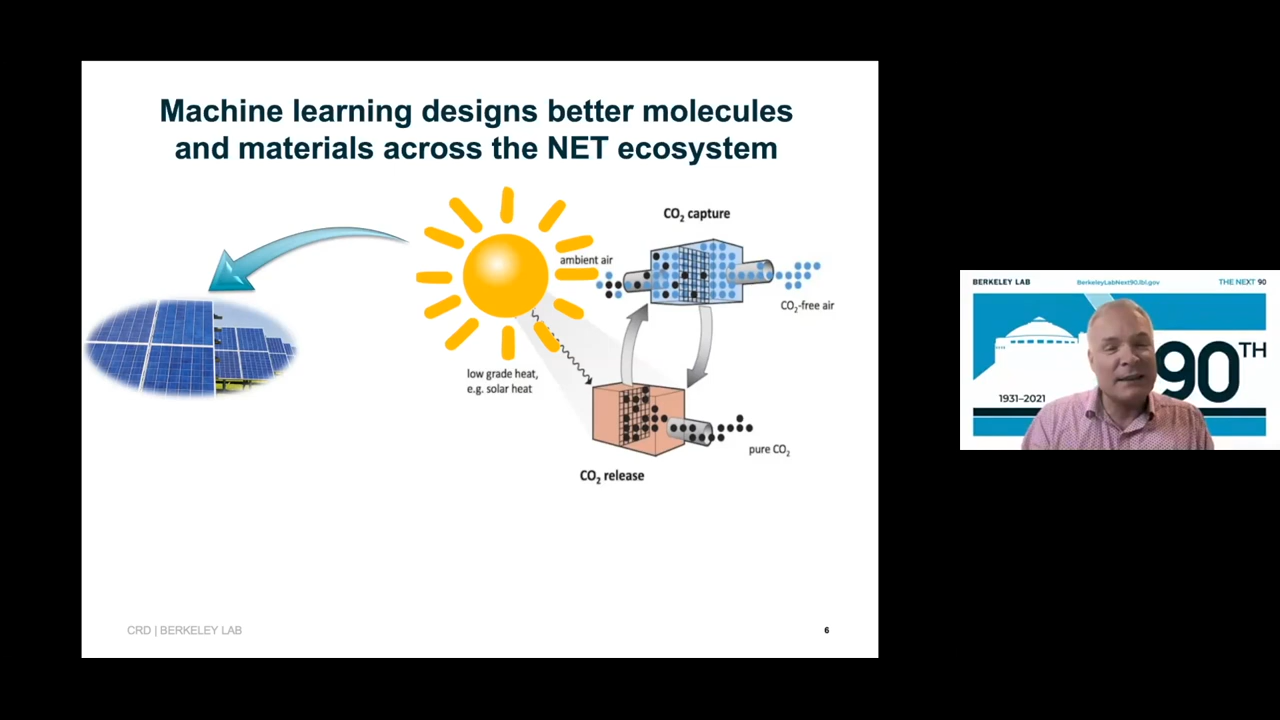 Machine learning designs better molecules
and materials across the NET ecosystem
CO₂ capture
ambient air
CO₂-free air
low grade heat,
e.g. solar heat
pure CO₂
CO₂ release
CRD | BERKELEY LAB
6
BERKELEY LAB
BerkeleyLabNext90.lbl.gov
THE NEXT 90
90TH
1931–2021